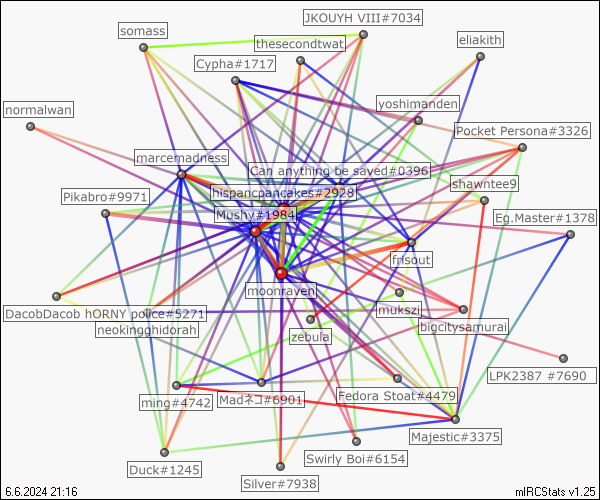 JKOUYH VIII#7034
somass
thesecondtwat
eliakith
Cypha#1717
yoshimanden
normalwan
Pocket Persona#3326
marcemadness
Can anything be saved#0396
ishawntee9
hispanicpancakes#2928
Pikabro#9971
Mushy#1984
Eg.Master#1378
frisout
moonraven
mukszi
DacobDacob hORNY police#5271
bigcitysamurai
neokingghidorah
zebula
LPK2387 #7690
Fedora Stoat#4479
ming#4742
Madネコ#6901
Majestic#3375
Swirly Boi#6154
Duck#1245
Silver#7938
6.6.2024 21:16
mIRCStats v1.25